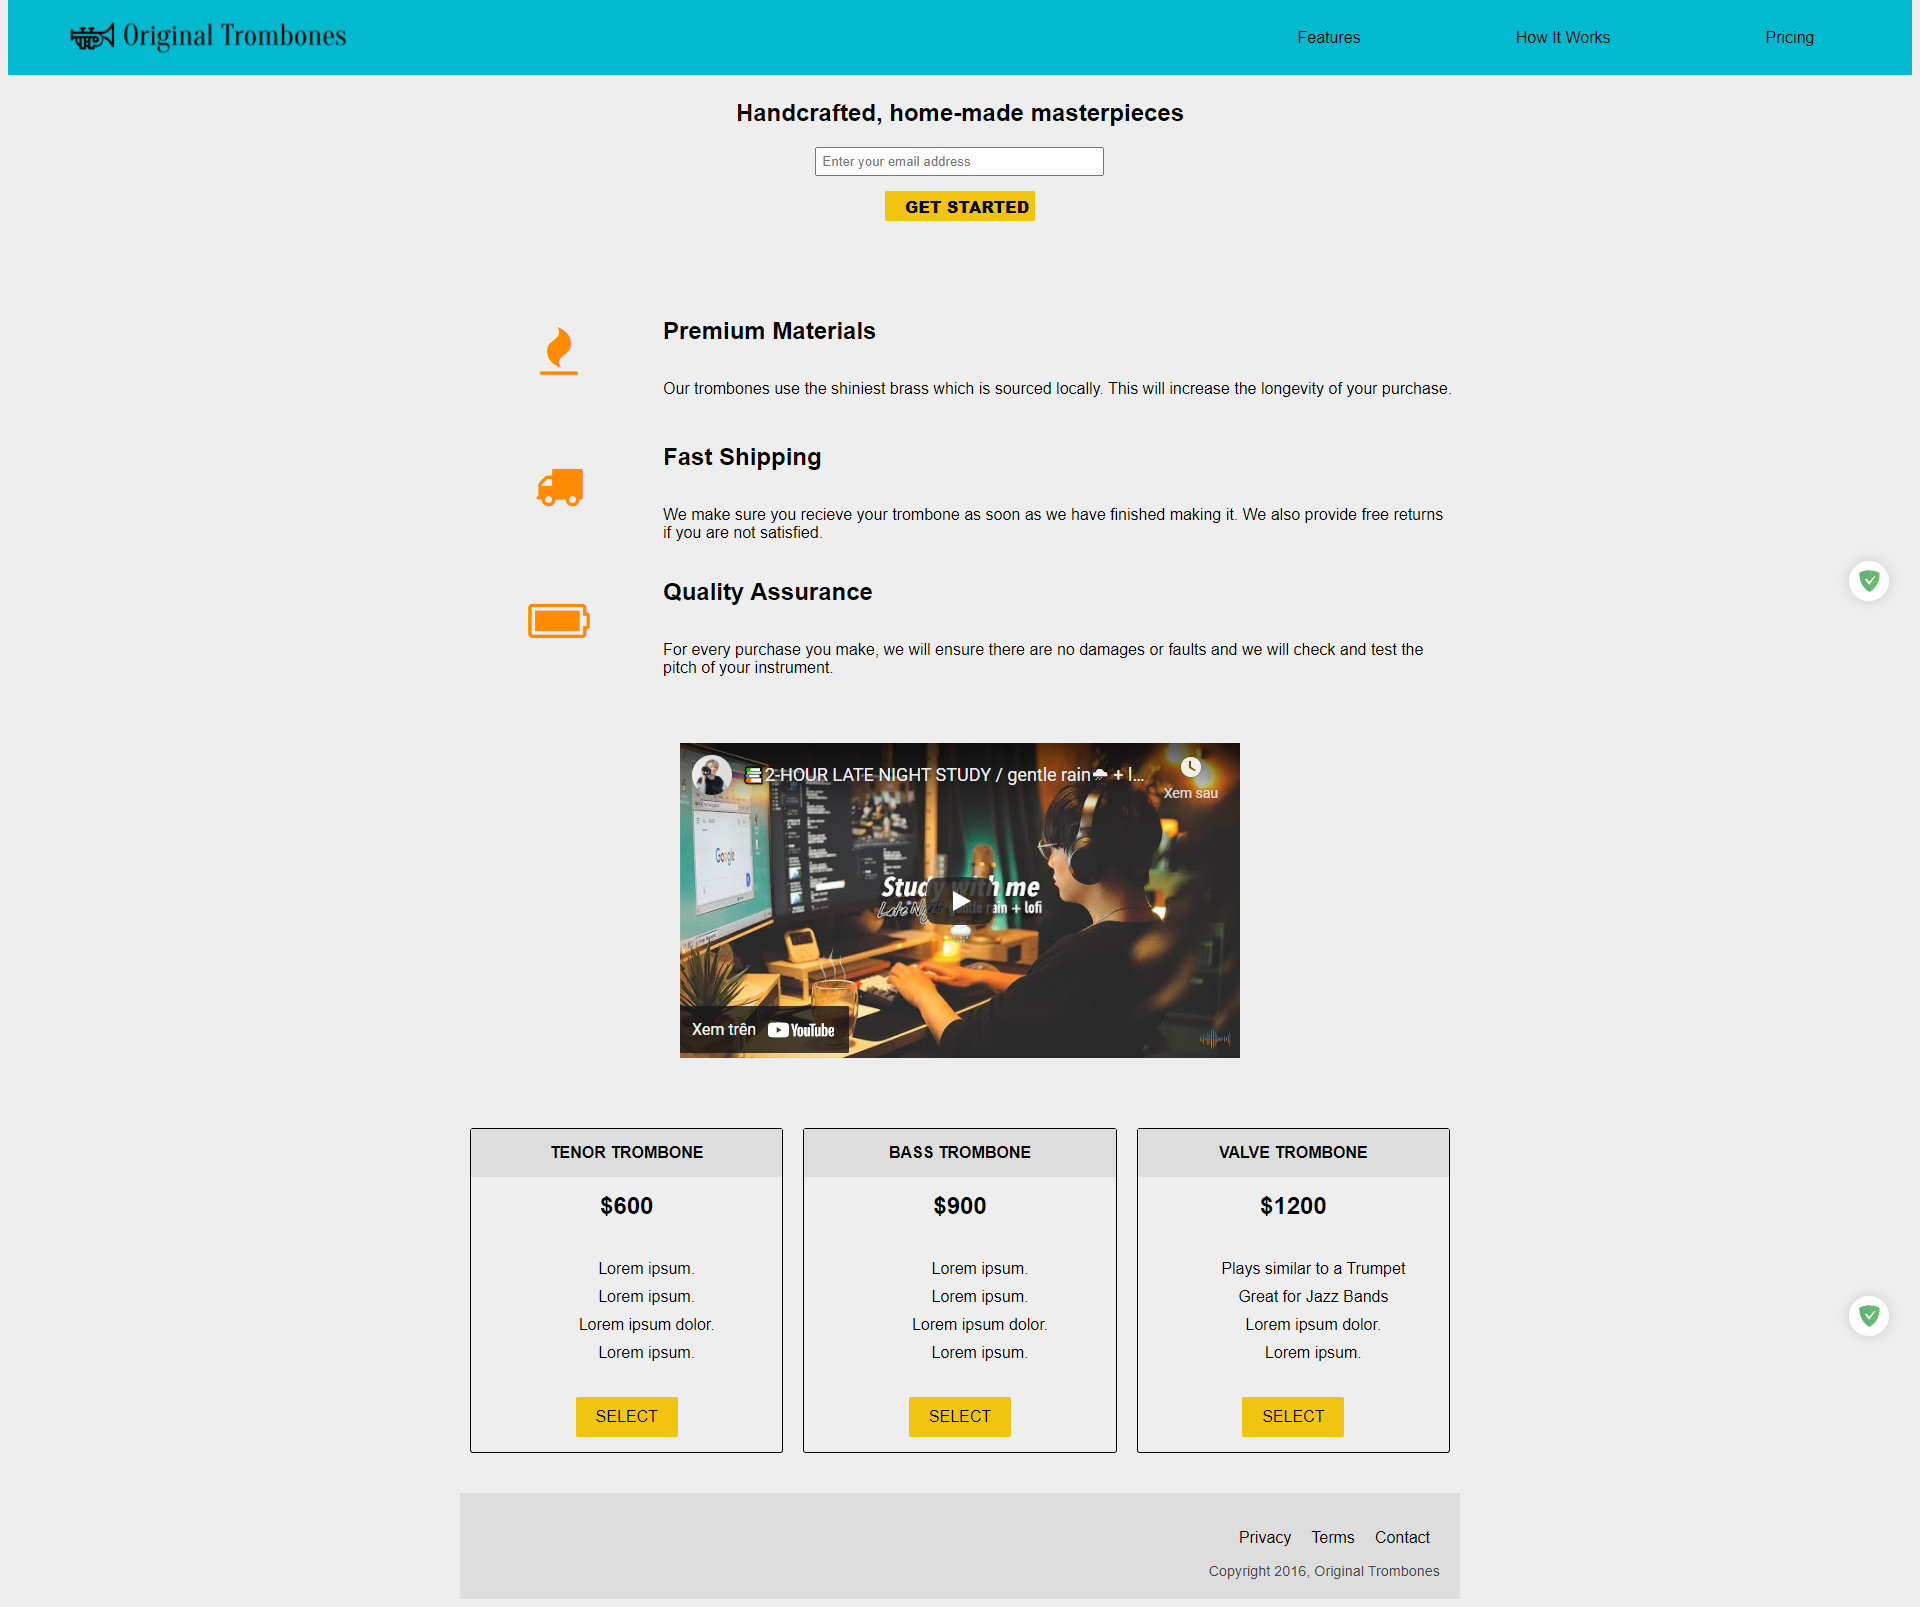 Original Trombones
Features
How It Works
Pricing
Handcrafted, home-made masterpieces
Enter your email address
GET STARTED
Premium Materials
Our trombones use the shiniest brass which is sourced locally. This will increase the longevity of your purchase.
Fast Shipping
We make sure you recieve your trombone as soon as we have finished making it. We also provide free returns
if you are not satisfied.
Quality Assurance
For every purchase you make, we will ensure there are no damages or faults and we will check and test the
pitch of your instrument.
📚2-HOUR LATE NIGHT STUDY / gentle rain🌧️ + l...
Xem sau
Google
Study with me
Late Night gentle rain + lofi
Xem trên YouTube
TENOR TROMBONE
$600
Lorem ipsum.
Lorem ipsum.
Lorem ipsum dolor.
Lorem ipsum.
SELECT
BASS TROMBONE
$900
Lorem ipsum.
Lorem ipsum.
Lorem ipsum dolor.
Lorem ipsum.
SELECT
VALVE TROMBONE
$1200
Plays similar to a Trumpet
Great for Jazz Bands
Lorem ipsum dolor.
Lorem ipsum.
SELECT
Privacy Terms Contact
Copyright 2016, Original Trombones